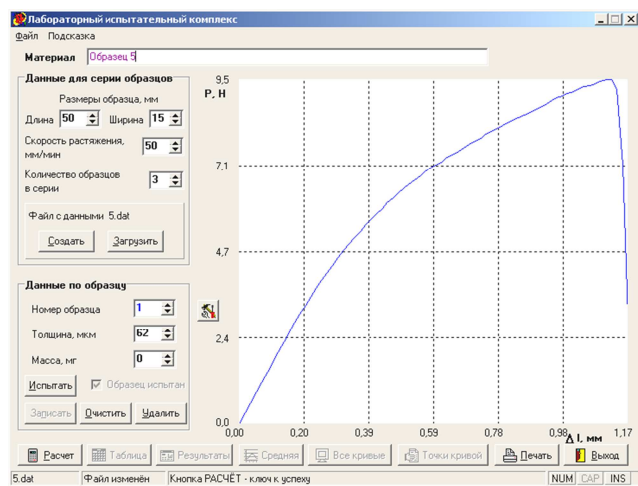 Лабораторный испытательный комплекс
Файл Подсказка
Материал Образец 5
Данные для серии образцов
Размеры образца, мм
Длина 50 Ширина 15
Скорость растяжения, мм/мин 50
Количество образцов в серии 3
Файл с данными 5.dat
Создать Загрузить
Данные по образцу
Номер образца 1
Толщина, мкм 62
Масса, мг 0
Испытать Образец испытан
Записать Очистить Удалить
9,5
P, Н
7,1
4,7
2,4
0,0
0,00 0,20 0,39 0,59 0,78 0,98 1,17
Δ l, мм
Расчет Таблица Результаты Средняя Все кривые Точки кривой Печать Выход
5.dat Файл изменён Кнопка РАСЧЁТ - ключ к успеху NUM CAP INS